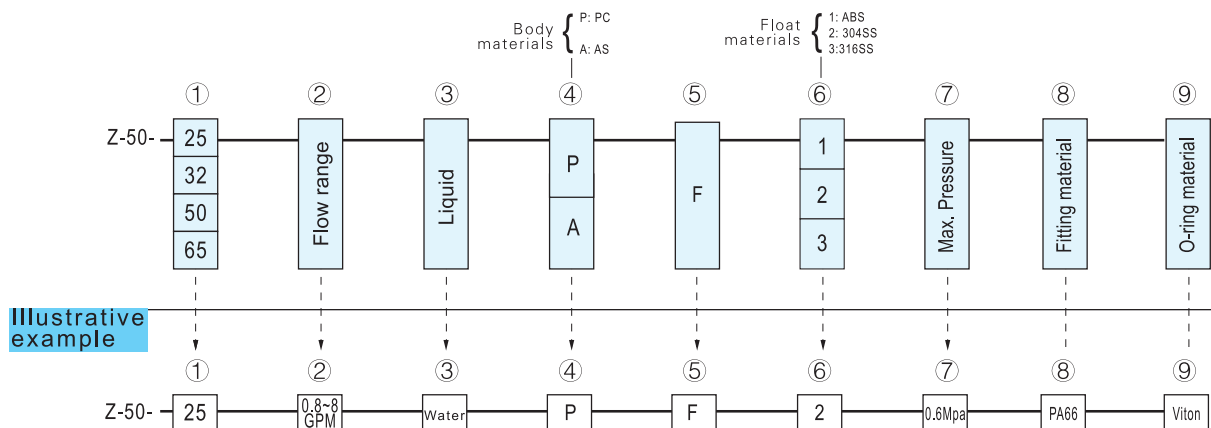 Body materials { P: PC
A: AS
Float materials { 1: ABS
2: 304SS
3:316SS
① ② ③ ④ ⑤ ⑥ ⑦ ⑧ ⑨
Z-50-
25
32
50
65
Flow range
Liquid
P
A
F
1
2
3
Max. Pressure
Fitting material
O-ring material
Illustrative
example
① ② ③ ④ ⑤ ⑥ ⑦ ⑧ ⑨
Z-50- 25 0.8~8 GPM Water P F 2 0.6Mpa PA66 Viton